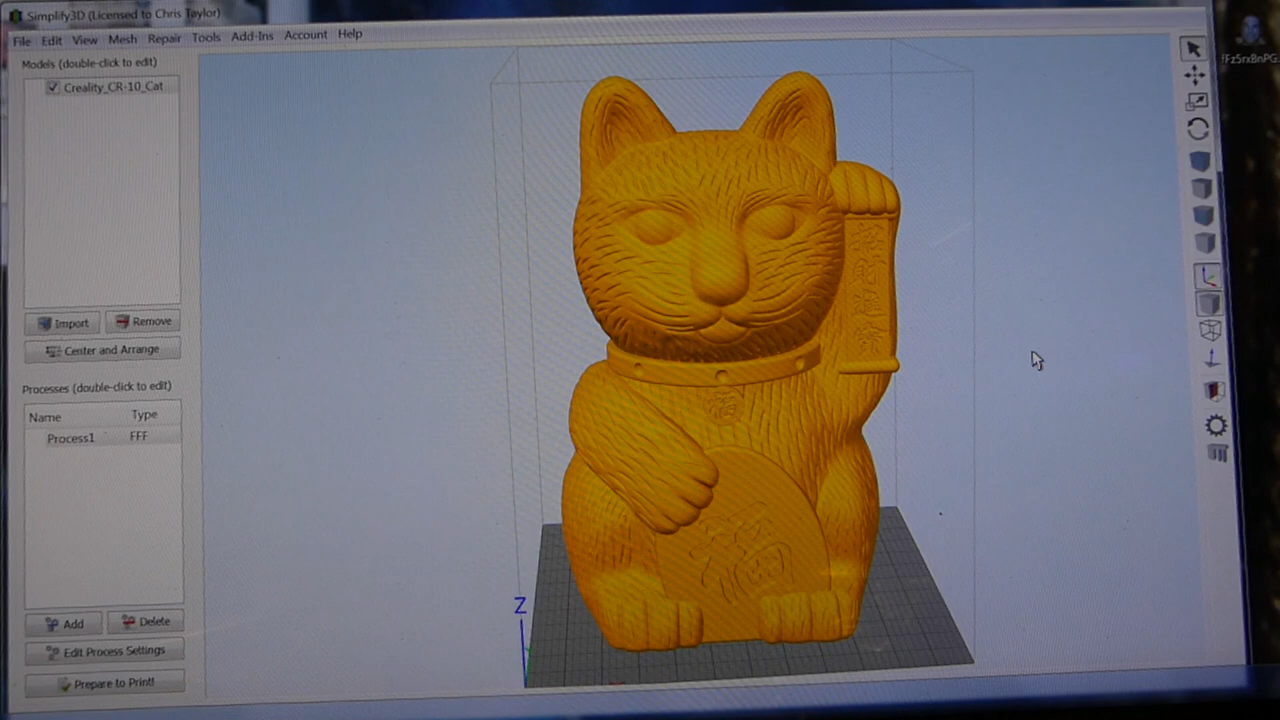 Simplify3D (Licensed to Chris Taylor)
File Edit View Mesh Repair Tools Add-Ins Account Help
Models (double-click to edit)
Creality_CR-10_Cat
Import Remove
Center and Arrange
Processes (double-click to edit)
Name Type
Process1 FFF
Add Delete
Edit Process Settings
Prepare to Print!
Z
福
福